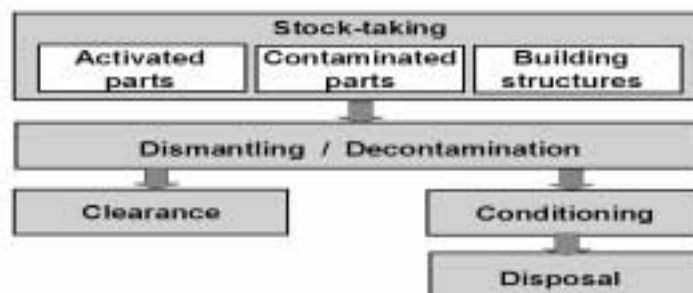 Stock-taking
Activated
parts
Contaminated
parts
Building
structures
Dismantling / Decontamination
Clearance
Conditioning
Disposal